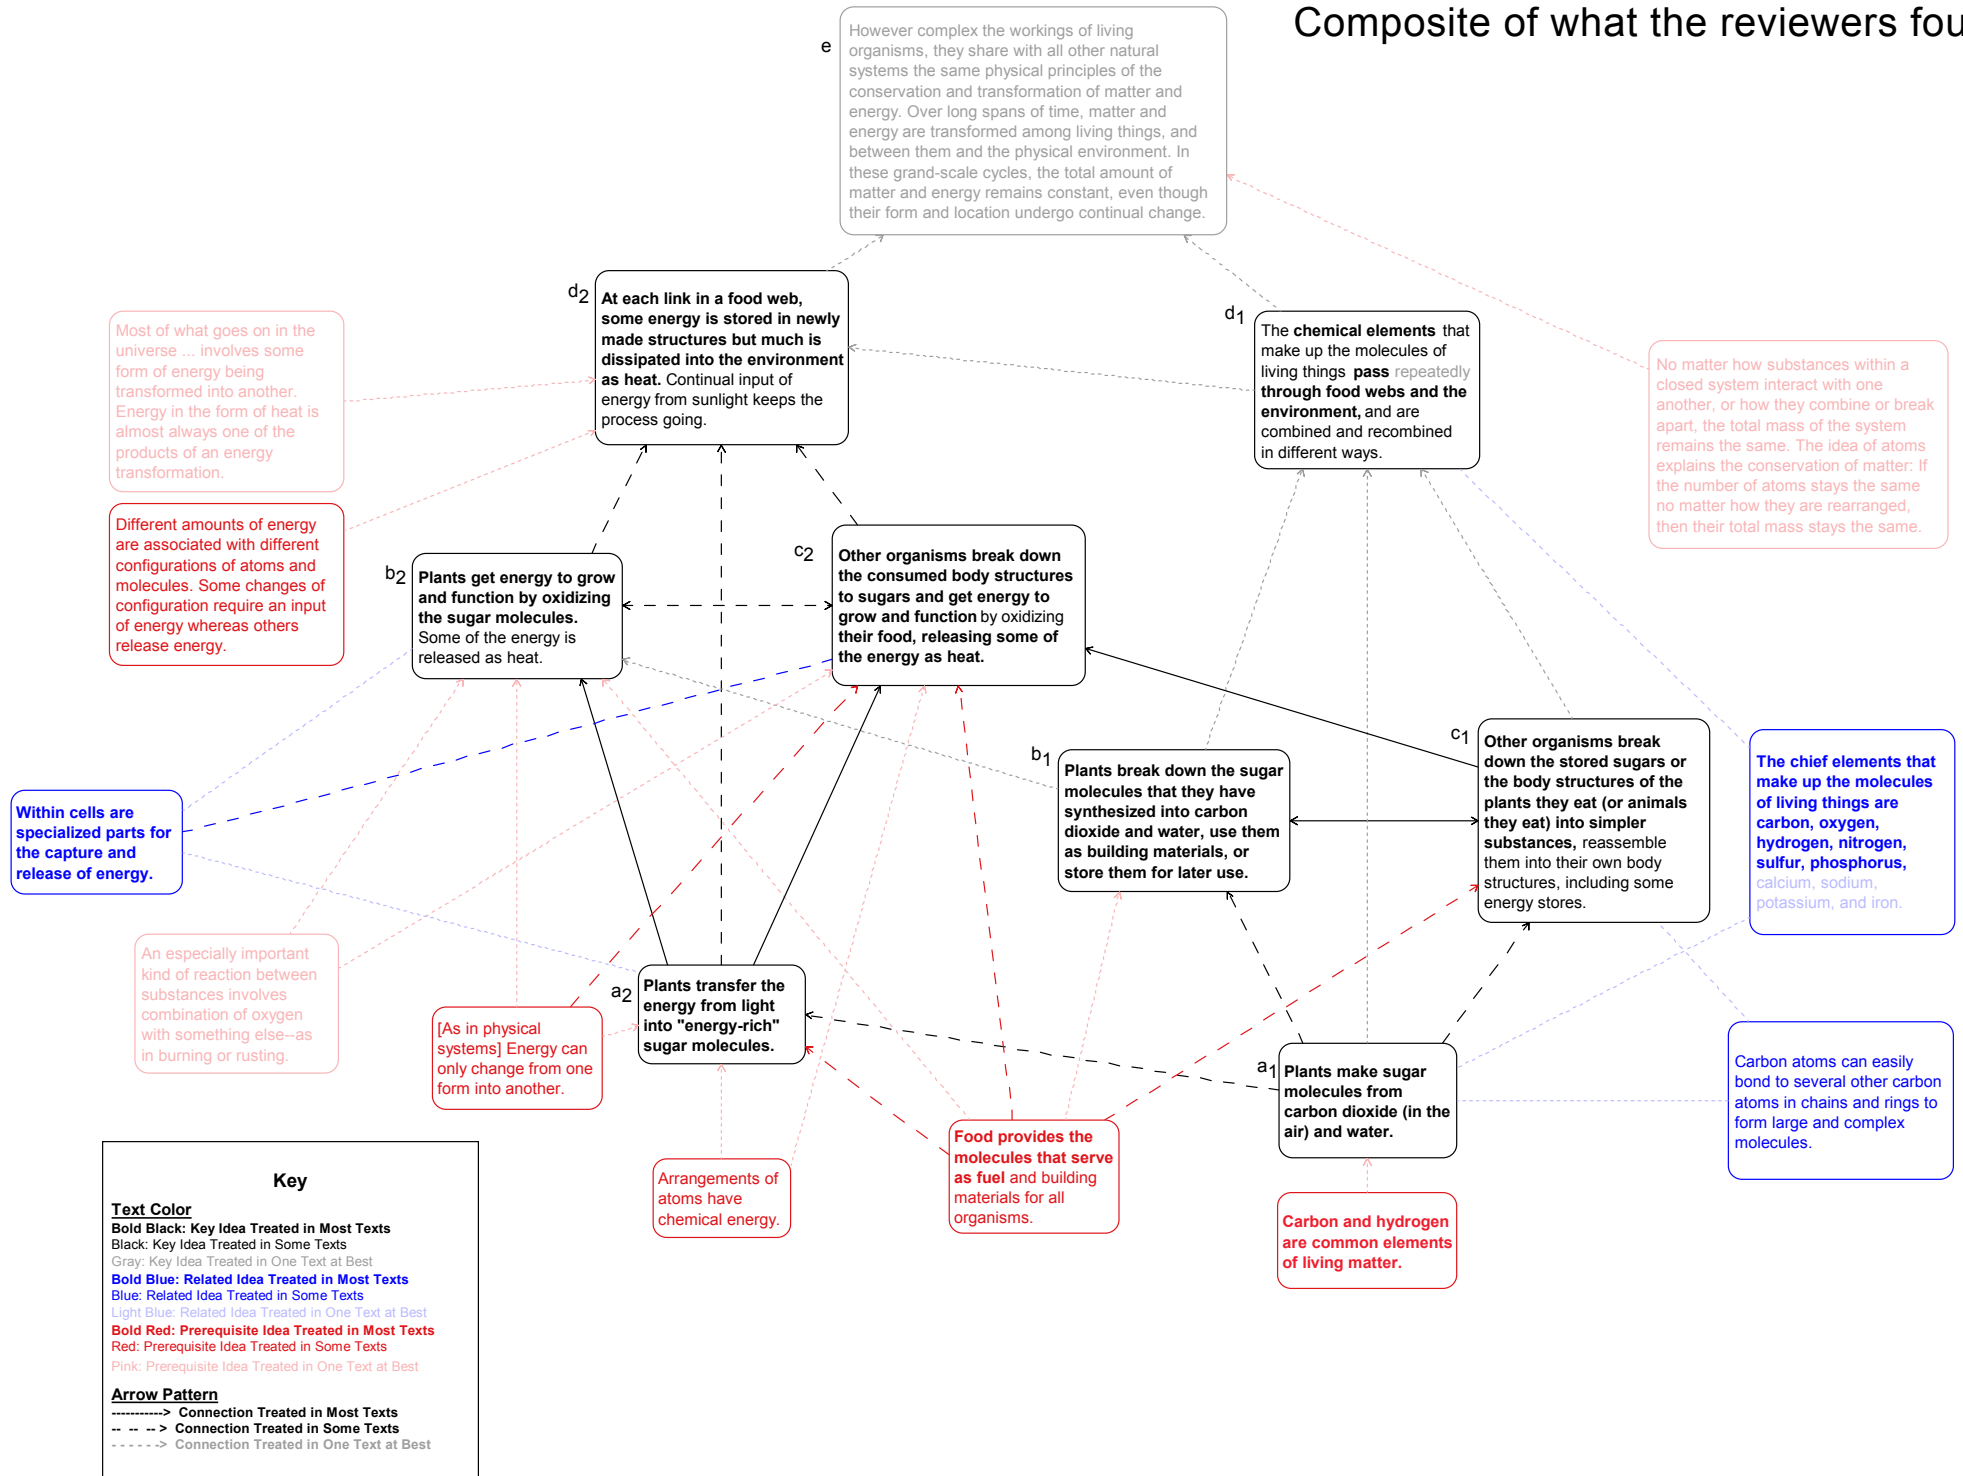 Composite of what the reviewers fou
e
However complex the workings of living
organisms, they share with all other natural
systems the same physical principles of the
conservation and transformation of matter and
energy. Over long spans of time, matter and
energy are transformed among living things, and
between them and the physical environment. In
these grand-scale cycles, the total amount of
matter and energy remains constant, even though
their form and location undergo continual change.
d2
At each link in a food web,
some energy is stored in newly
made structures but much is
dissipated into the environment
as heat. Continual input of
energy from sunlight keeps the
process going.
d1
The chemical elements that
make up the molecules of
living things pass repeatedly
through food webs and the
environment, and are
combined and recombined
in different ways.
Most of what goes on in the
universe ... involves some
form of energy being
transformed into another.
Energy in the form of heat is
almost always one of the
products of an energy
transformation.
No matter how substances within a
closed system interact with one
another, or how they combine or break
apart, the total mass of the system
remains the same. The idea of atoms
explains the conservation of matter: If
the number of atoms stays the same
no matter how they are rearranged,
then their total mass stays the same.
Different amounts of energy
are associated with different
configurations of atoms and
molecules. Some changes of
configuration require an input
of energy whereas others
release energy.
b2
Plants get energy to grow
and function by oxidizing
the sugar molecules.
Some of the energy is
released as heat.
c2
Other organisms break down
the consumed body structures
to sugars and get energy to
grow and function by oxidizing
their food, releasing some of
the energy as heat.
b1
Plants break down the sugar
molecules that they have
synthesized into carbon
dioxide and water, use them
as building materials, or
store them for later use.
c1
Other organisms break
down the stored sugars or
the body structures of the
plants they eat (or animals
they eat) into simpler
substances, reassemble
them into their own body
structures, including some
energy stores.
The chief elements that
make up the molecules
of living things are
carbon, oxygen,
hydrogen, nitrogen,
sulfur, phosphorus,
calcium, sodium,
potassium, and iron.
Within cells are
specialized parts for
the capture and
release of energy.
An especially important
kind of reaction between
substances involves
combination of oxygen
with something else--as
in burning or rusting.
[As in physical
systems] Energy can
only change from one
form into another.
a2
Plants transfer the
energy from light
into "energy-rich"
sugar molecules.
a1
Plants make sugar
molecules from
carbon dioxide (in the
air) and water.
Carbon atoms can easily
bond to several other carbon
atoms in chains and rings to
form large and complex
molecules.
Arrangements of
atoms have
chemical energy.
Food provides the
molecules that serve
as fuel and building
materials for all
organisms.
Carbon and hydrogen
are common elements
of living matter.
Key
Text Color
Bold Black: Key Idea Treated in Most Texts
Black: Key Idea Treated in Some Texts
Gray: Key Idea Treated in One Text at Best
Bold Blue: Related Idea Treated in Most Texts
Blue: Related Idea Treated in Some Texts
Light Blue: Related Idea Treated in One Text at Best
Bold Red: Prerequisite Idea Treated in Most Texts
Red: Prerequisite Idea Treated in Some Texts
Pink: Prerequisite Idea Treated in One Text at Best
Arrow Pattern
-----------> Connection Treated in Most Texts
-- -- -- > Connection Treated in Some Texts
- - - - - -> Connection Treated in One Text at Best